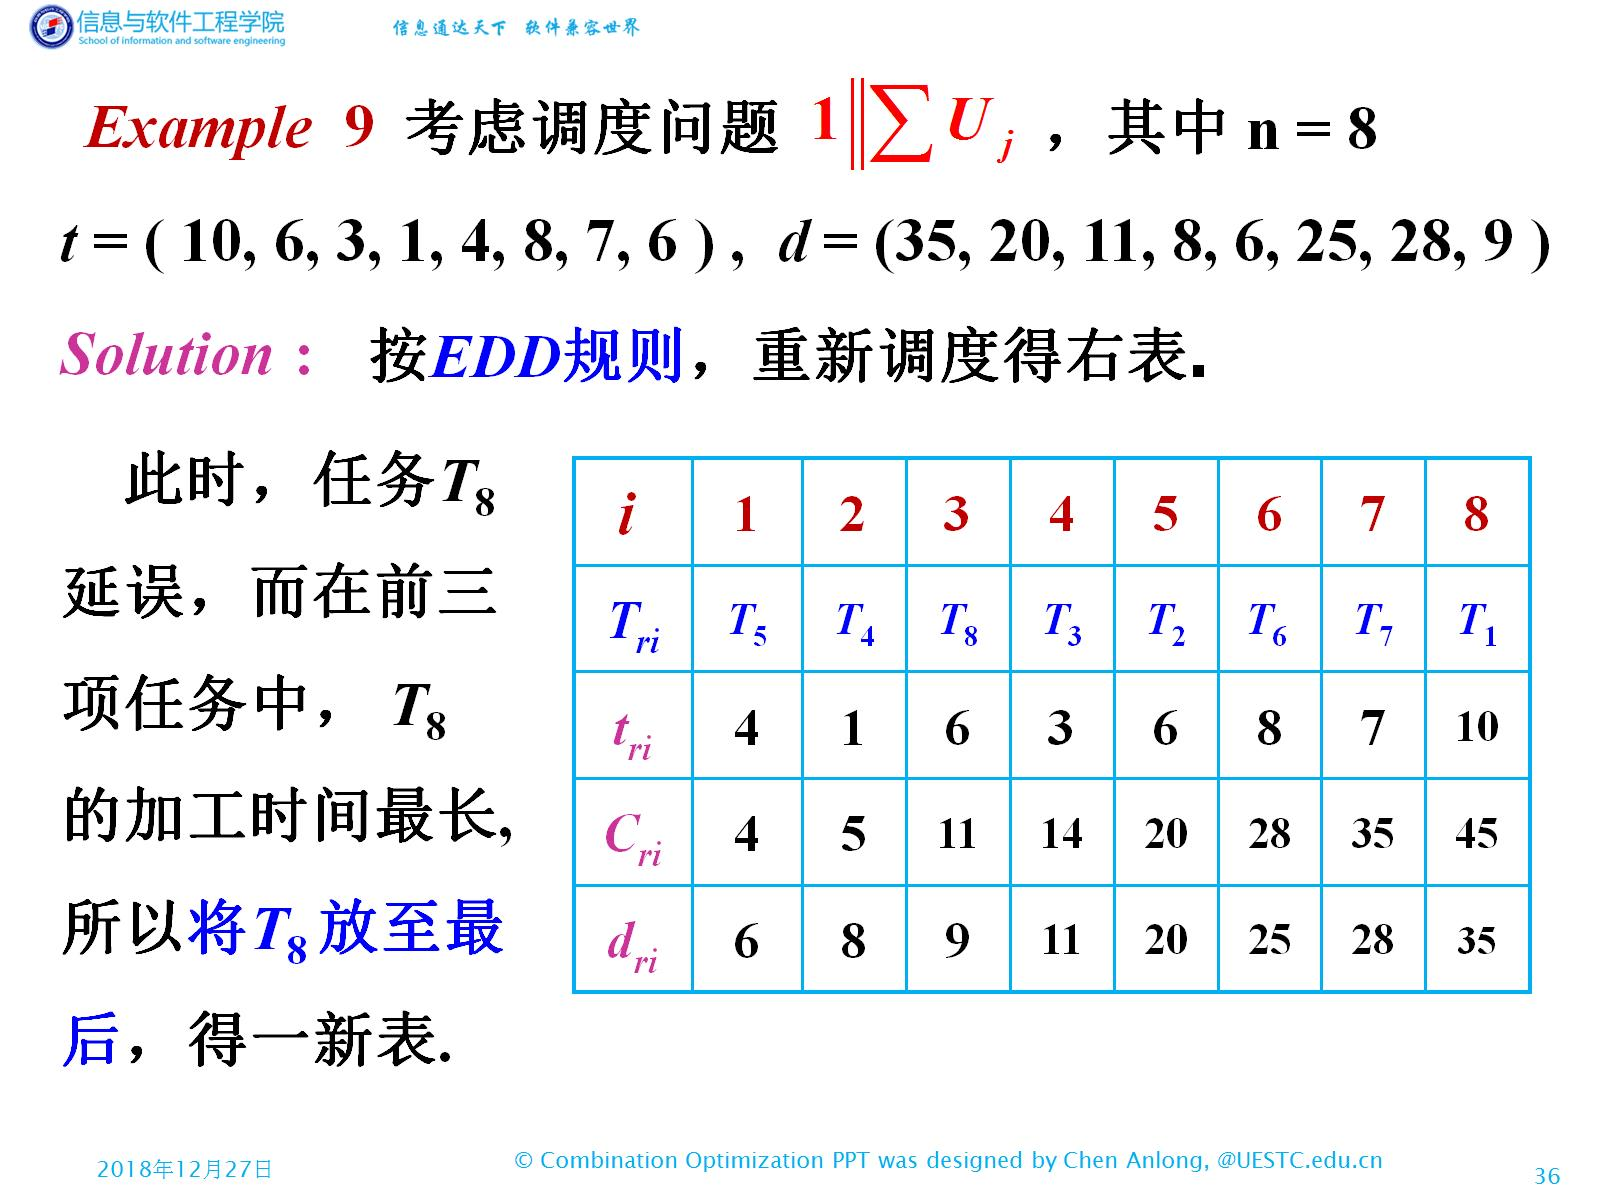 信息与软件工程学院
School of information and software engineering
信息通达天下 软件兼容世界
Example 9 考虑调度问题 1||∑U_j ，其中 n = 8
t = ( 10, 6, 3, 1, 4, 8, 7, 6 ) , d = (35, 20, 11, 8, 6, 25, 28, 9 )
Solution : 按EDD规则，重新调度得右表.
此时，任务T8
延误，而在前三
项任务中， T8
的加工时间最长,
所以将T8放至最
后，得一新表.
i 1 2 3 4 5 6 7 8
Tri T5 T4 T8 T3 T2 T6 T7 T1
tri 4 1 6 3 6 8 7 10
Cri 4 5 11 14 20 28 35 45
dri 6 8 9 11 20 25 28 35
2018年12月27日
© Combination Optimization PPT was designed by Chen Anlong, @UESTC.edu.cn
36